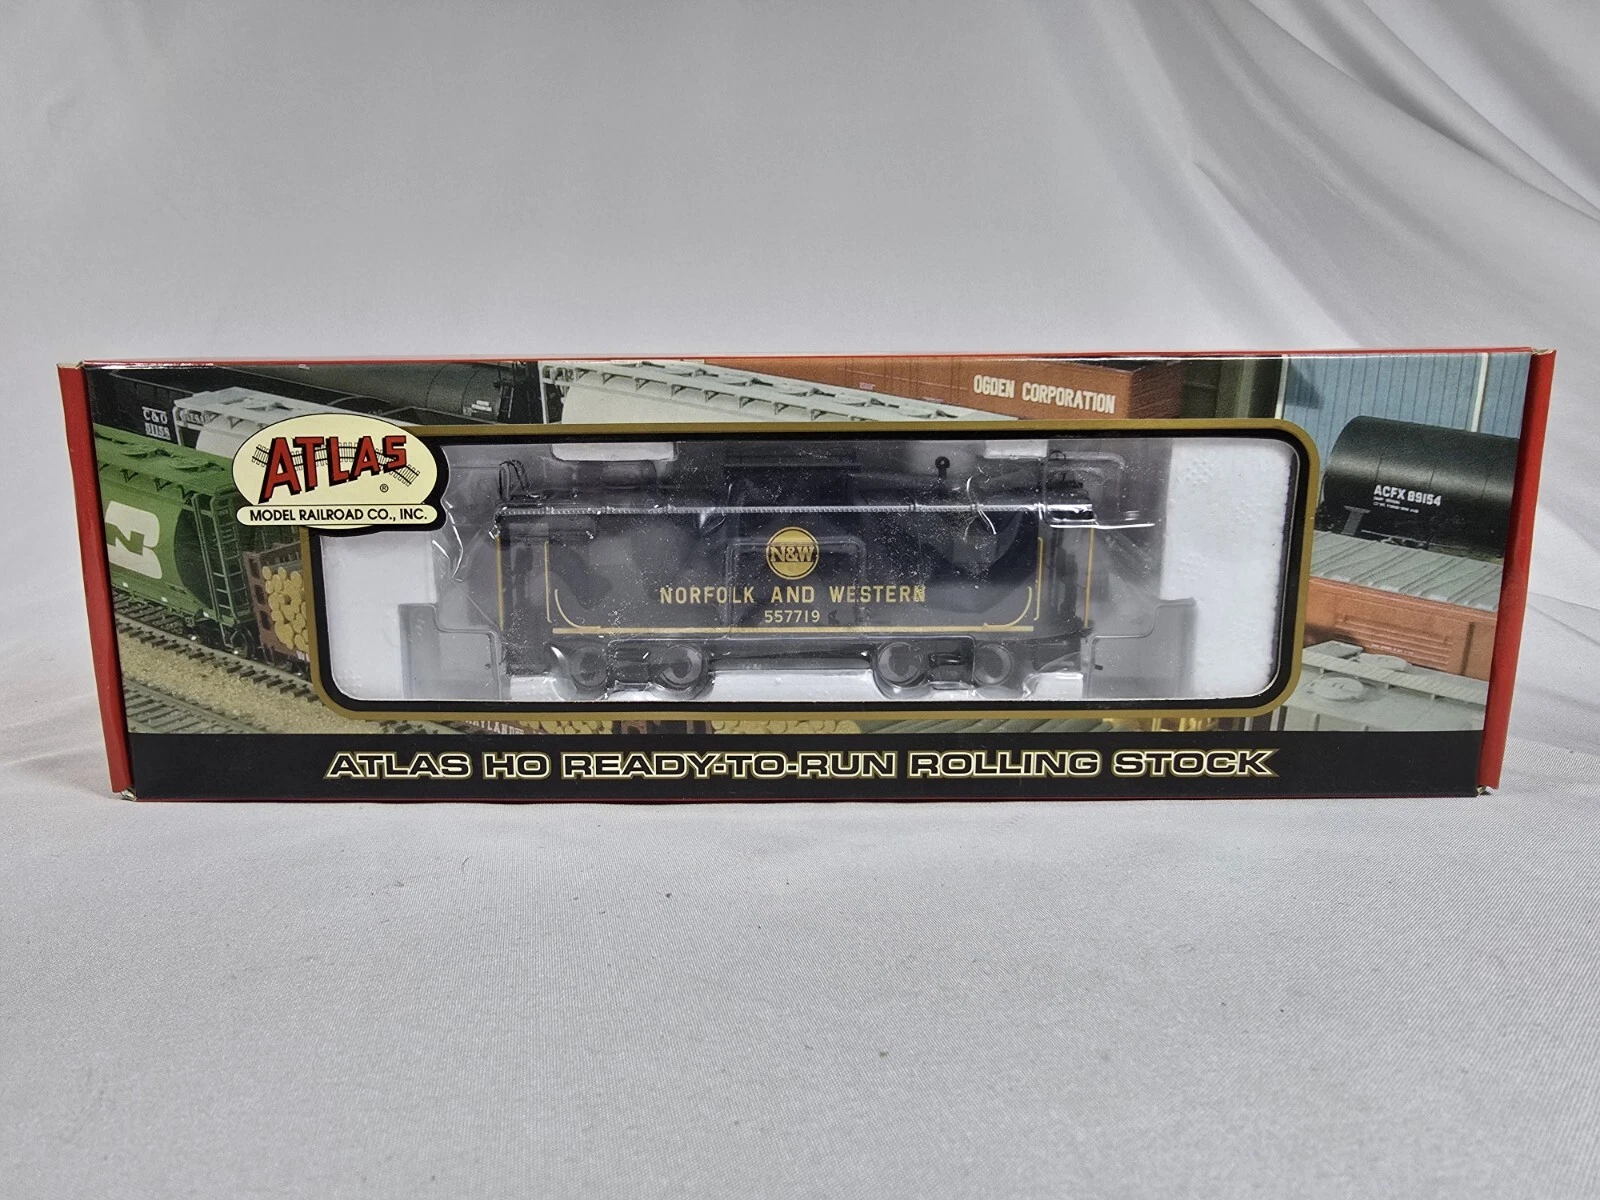 OGDEN CORPORATION
C&O
ATLAS
®
MODEL RAILROAD CO., INC.
ACFX 89154
N&W
NORFOLK AND WESTERN
557719
ATLAS HO READY-TO-RUN ROLLING STOCK